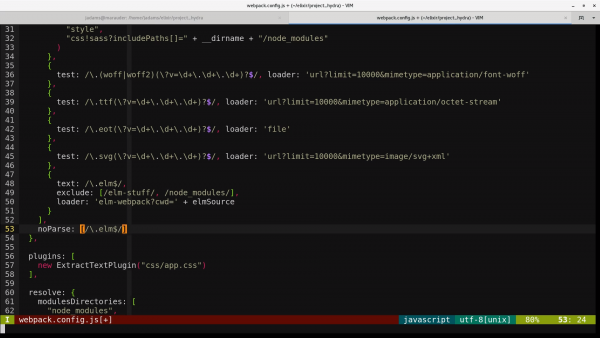 webpack.config.js + (~/elixir/project_hydra) - VIM
webpack.config.js + (~/elixir/project_hydra) - VIM
31 "style",
32 "css!sass?includePaths[]=" + __dirname + "/node_modules"
33 )
34 },
35 {
36 test: /\.(woff|woff2)(\?v=\d+\.\d+\.\d+)?$/, loader: 'url?limit=10000&mimetype=application/font-woff'
37 },
38 {
39 test: /\.ttf(\?v=\d+\.\d+\.\d+)?$/, loader: 'url?limit=10000&mimetype=application/octet-stream'
40 },
41 {
42 test: /\.eot(\?v=\d+\.\d+\.\d+)?$/, loader: 'file'
43 },
44 {
45 test: /\.svg(\?v=\d+\.\d+\.\d+)?$/, loader: 'url?limit=10000&mimetype=image/svg+xml'
46 },
47 {
48 text: /\.elm$/,
49 exclude: [/elm-stuff/, /node_modules/],
50 loader: 'elm-webpack?cwd=' + elmSource
51 }
52 ],
53 noParse: [/\.elm$/]
54 },
55
56 plugins: [
57 new ExtractTextPlugin("css/app.css")
58 ],
59
60 resolve: {
61 modulesDirectories: [
62 "node_modules",
I webpack.config.js[+] javascript utf-8[unix] 80% 53: 24